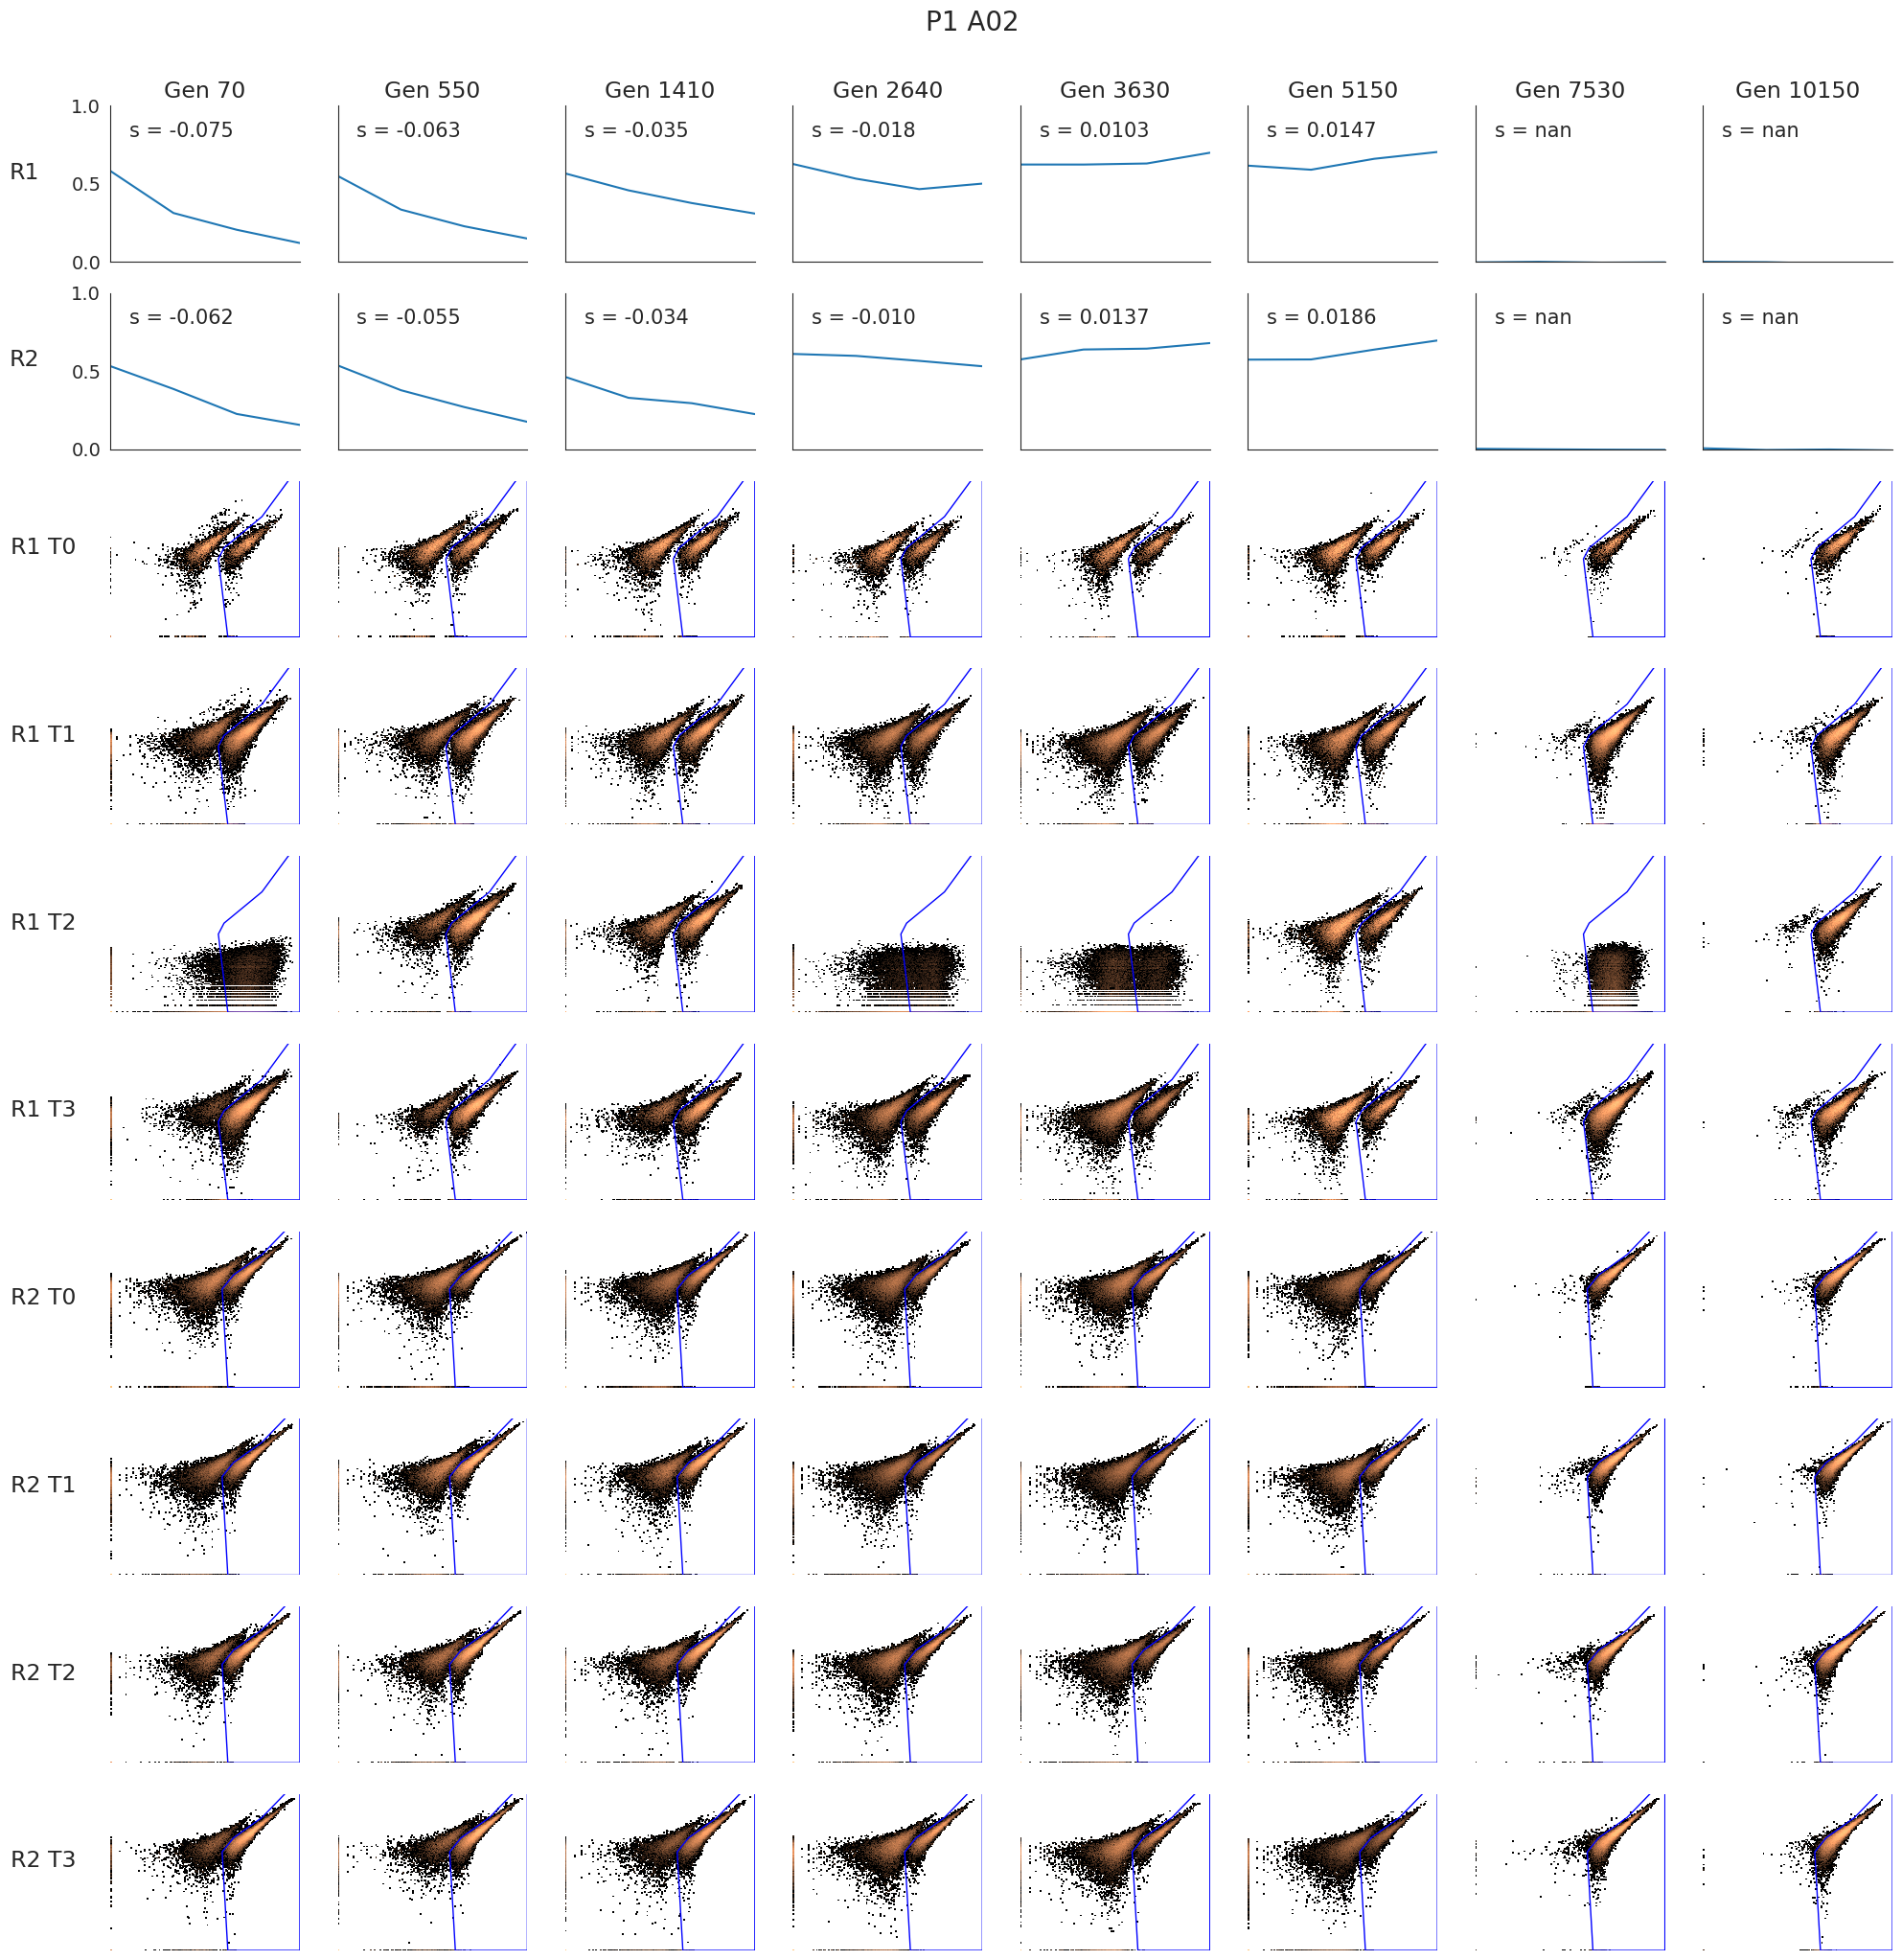 P1 A02
Gen 70 Gen 550 Gen 1410 Gen 2640 Gen 3630 Gen 5150 Gen 7530 Gen 10150
R1 1.0 0.5 0.0 s = -0.075 s = -0.063 s = -0.035 s = -0.018 s = 0.0103 s = 0.0147 s = nan s = nan
R2 1.0 0.5 0.0 s = -0.062 s = -0.055 s = -0.034 s = -0.010 s = 0.0137 s = 0.0186 s = nan s = nan
R1 T0
R1 T1
R1 T2
R1 T3
R2 T0
R2 T1
R2 T2
R2 T3